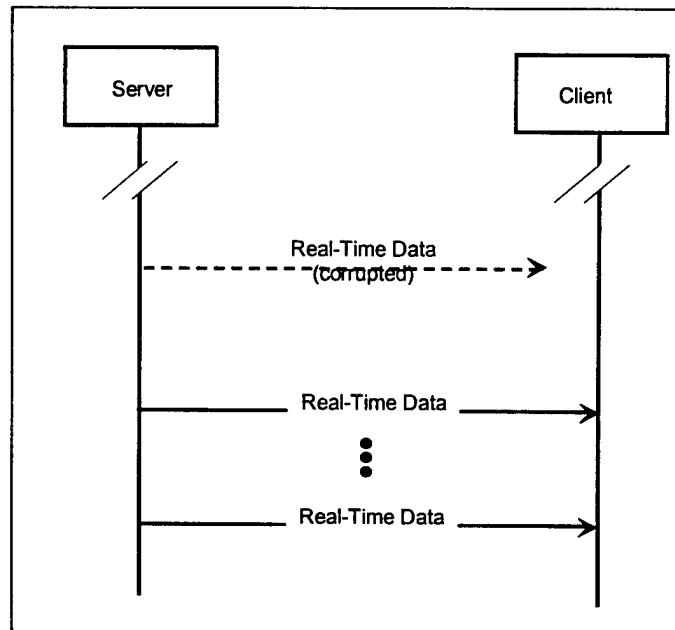 Server
Client
Real-Time Data
(corrupted)
Real-Time Data
Real-Time Data